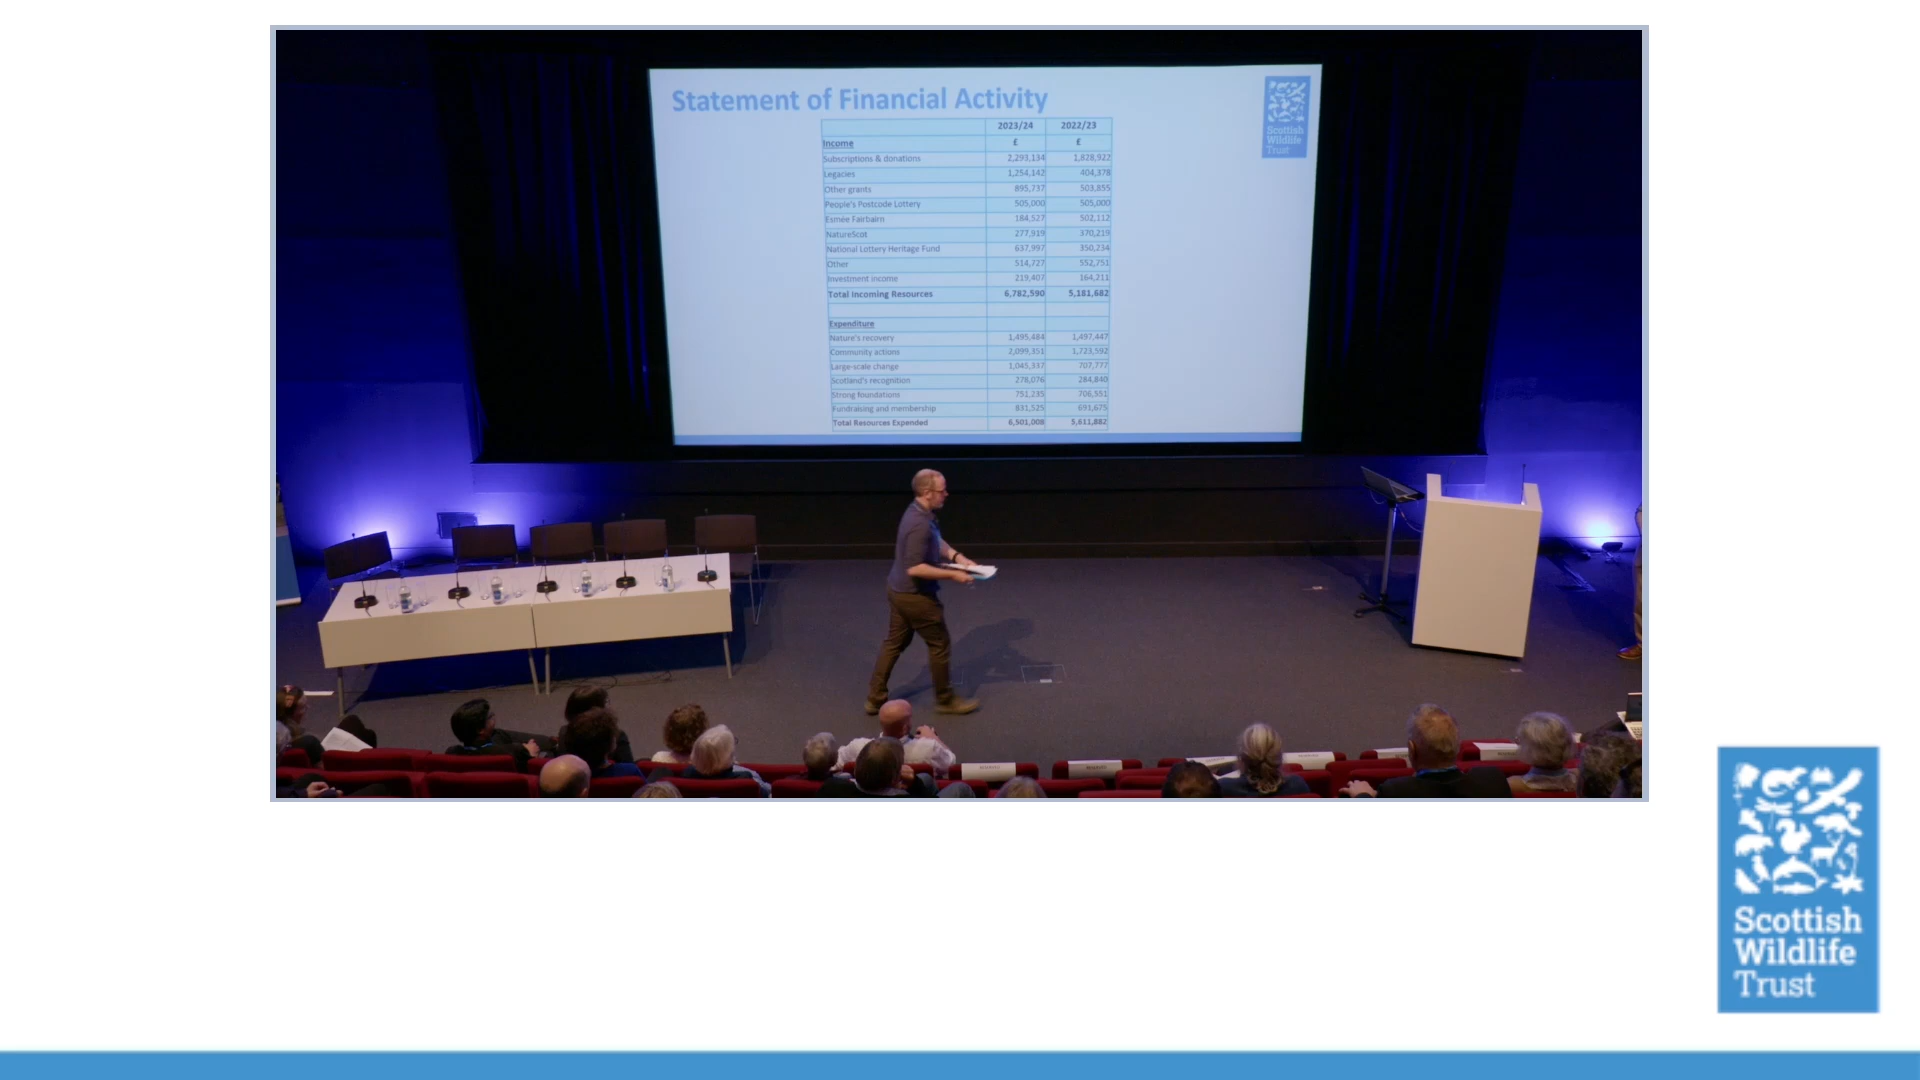 Statement of Financial Activity
Scottish
Wildlife
Trust
2023/24 2022/23
Income £ £
Subscriptions & donations 2,293,134 1,828,922
Legacies 1,254,142 404,378
Other grants 895,737 503,855
People's Postcode Lottery 505,000 505,000
Esmée Fairbairn 184,527 502,112
NatureScot 277,919 370,219
National Lottery Heritage Fund 637,997 350,234
Other 514,727 552,751
Investment income 219,407 164,211
Total Incoming Resources 6,782,590 5,181,682
Expenditure
Nature's recovery 1,495,484 1,497,447
Community actions 2,099,351 1,723,592
Large-scale change 1,045,337 707,777
Scotland's recognition 278,076 284,840
Strong foundations 751,235 706,551
Fundraising and membership 831,525 691,675
Total Resources Expended 6,501,008 5,611,882
Scottish
Wildlife
Trust